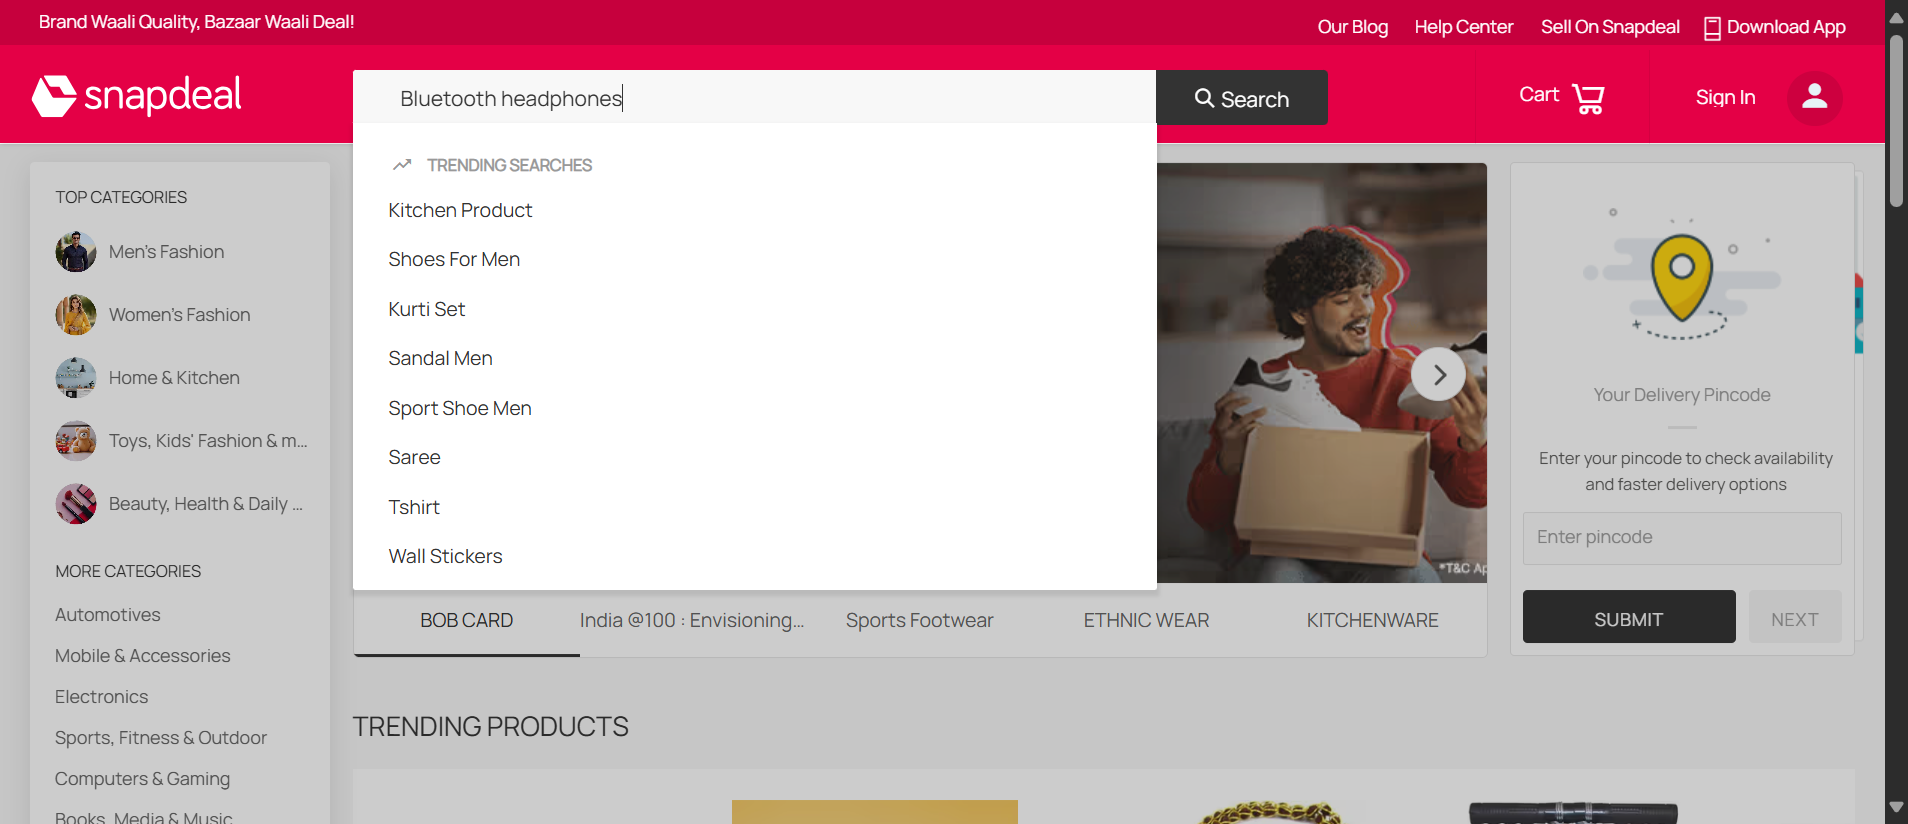 Brand Waali Quality, Bazaar Waali Deal!
Our Blog
Help Center
Sell On Snapdeal
Download App
snapdeal
Bluetooth headphones
Search
Cart
Sign In
TOP CATEGORIES
Men's Fashion
Women's Fashion
Home & Kitchen
Toys, Kids' Fashion & m...
Beauty, Health & Daily ...
MORE CATEGORIES
Automotives
Mobile & Accessories
Electronics
Sports, Fitness & Outdoor
Computers & Gaming
Books, Media & Music
TRENDING SEARCHES
Kitchen Product
Shoes For Men
Kurti Set
Sandal Men
Sport Shoe Men
Saree
Tshirt
Wall Stickers
*T&C Ap
BOB CARD
India @100 : Envisioning...
Sports Footwear
ETHNIC WEAR
KITCHENWARE
Your Delivery Pincode
Enter your pincode to check availability
and faster delivery options
Enter pincode
SUBMIT
NEXT
TRENDING PRODUCTS